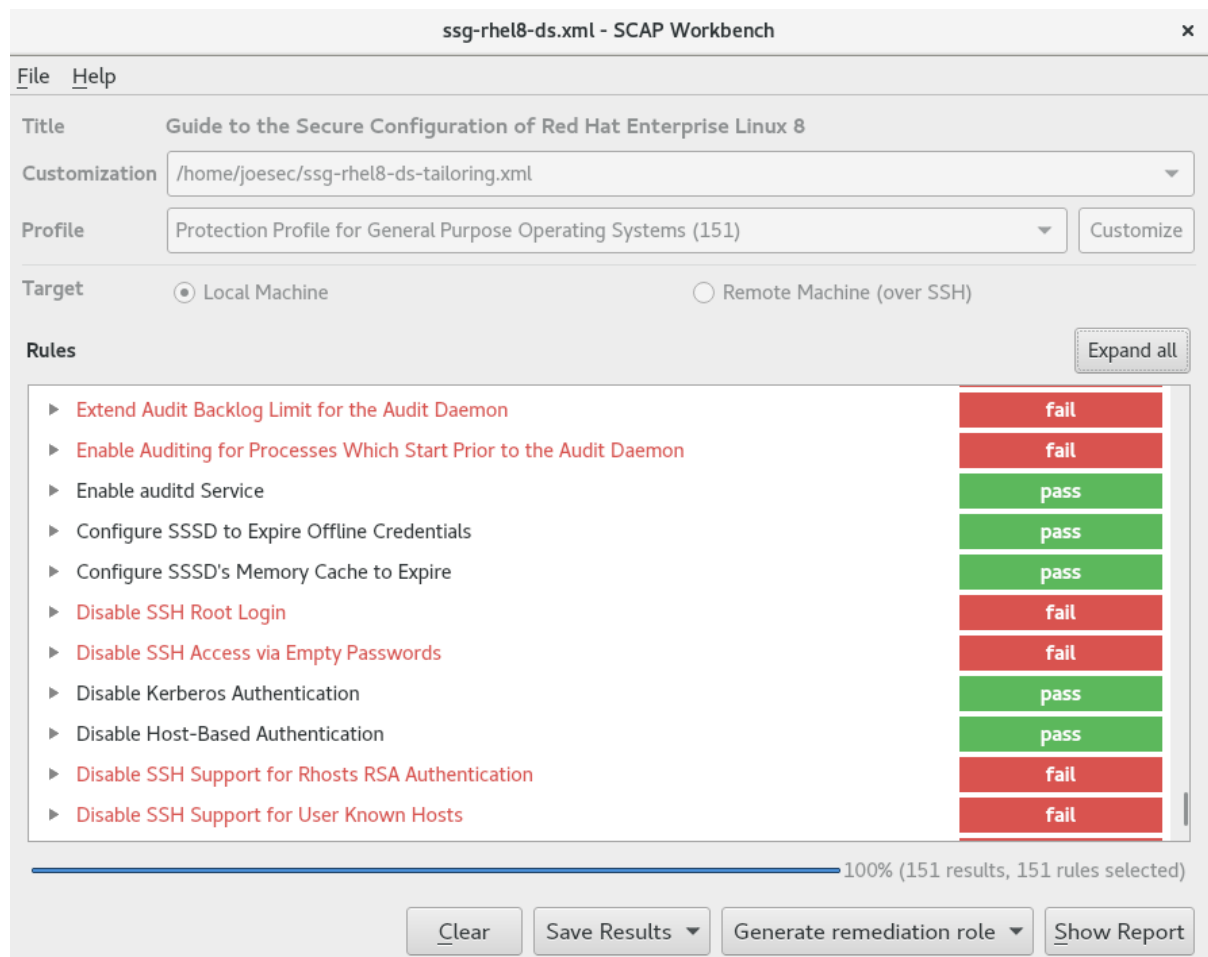 ssg-rhel8-ds.xml - SCAP Workbench ×
File Help
Title Guide to the Secure Configuration of Red Hat Enterprise Linux 8
Customization /home/joesec/ssg-rhel8-ds-tailoring.xml
Profile Protection Profile for General Purpose Operating Systems (151) Customize
Target Local Machine Remote Machine (over SSH)
Rules Expand all
Extend Audit Backlog Limit for the Audit Daemon fail
Enable Auditing for Processes Which Start Prior to the Audit Daemon fail
Enable auditd Service pass
Configure SSSD to Expire Offline Credentials pass
Configure SSSD's Memory Cache to Expire pass
Disable SSH Root Login fail
Disable SSH Access via Empty Passwords fail
Disable Kerberos Authentication pass
Disable Host-Based Authentication pass
Disable SSH Support for Rhosts RSA Authentication fail
Disable SSH Support for User Known Hosts fail
100% (151 results, 151 rules selected)
Clear Save Results Generate remediation role Show Report